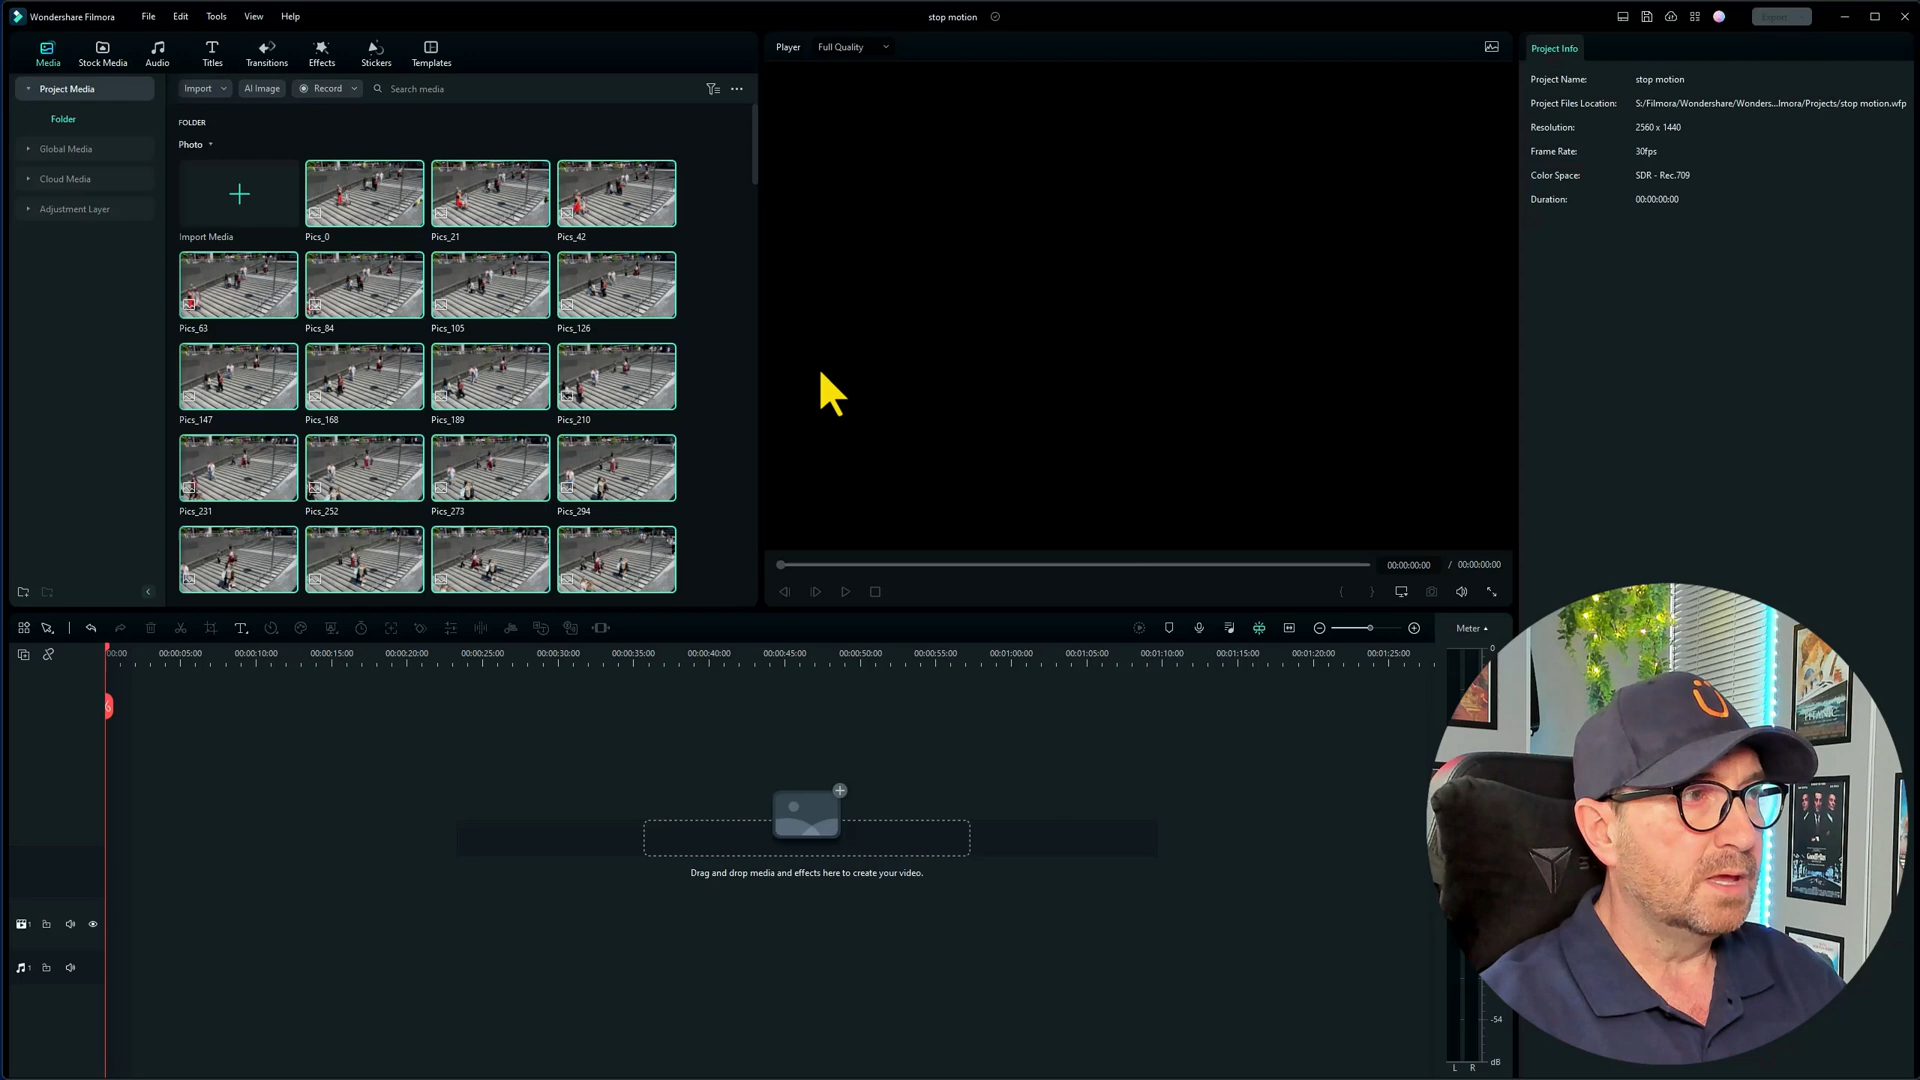 Wondershare Filmora File Edit Tools View Help
stop motion
Export
Media Stock Media Audio Titles Transitions Effects Stickers Templates
Player Full Quality
Project Info
Project Media
Folder
Global Media
Cloud Media
Adjustment Layer
Import AI Image Record Search media
FOLDER
Photo
Import Media Pics_0 Pics_21 Pics_42
Pics_63 Pics_84 Pics_105 Pics_126
Pics_147 Pics_168 Pics_189 Pics_210
Pics_231 Pics_252 Pics_273 Pics_294
00:00:00:00 / 00:00:00:00
Project Name: stop motion
Project Files Location: S:/Filmora/Wondershare/Wonders...lmora/Projects/stop motion.wfp
Resolution: 2560 x 1440
Frame Rate: 30fps
Color Space: SDR - Rec.709
Duration: 00:00:00:00
Meter
00:00 00:00:05:00 00:00:10:00 00:00:15:00 00:00:20:00 00:00:25:00 00:00:30:00 00:00:35:00 00:00:40:00 00:00:45:00 00:00:50:00 00:00:55:00 00:01:00:00 00:01:05:00 00:01:10:00 00:01:15:00 00:01:20:00 00:01:25:00
Drag and drop media and effects here to create your video.
1
1
0
-54
dB
L R
TITANIC
Goodfellas